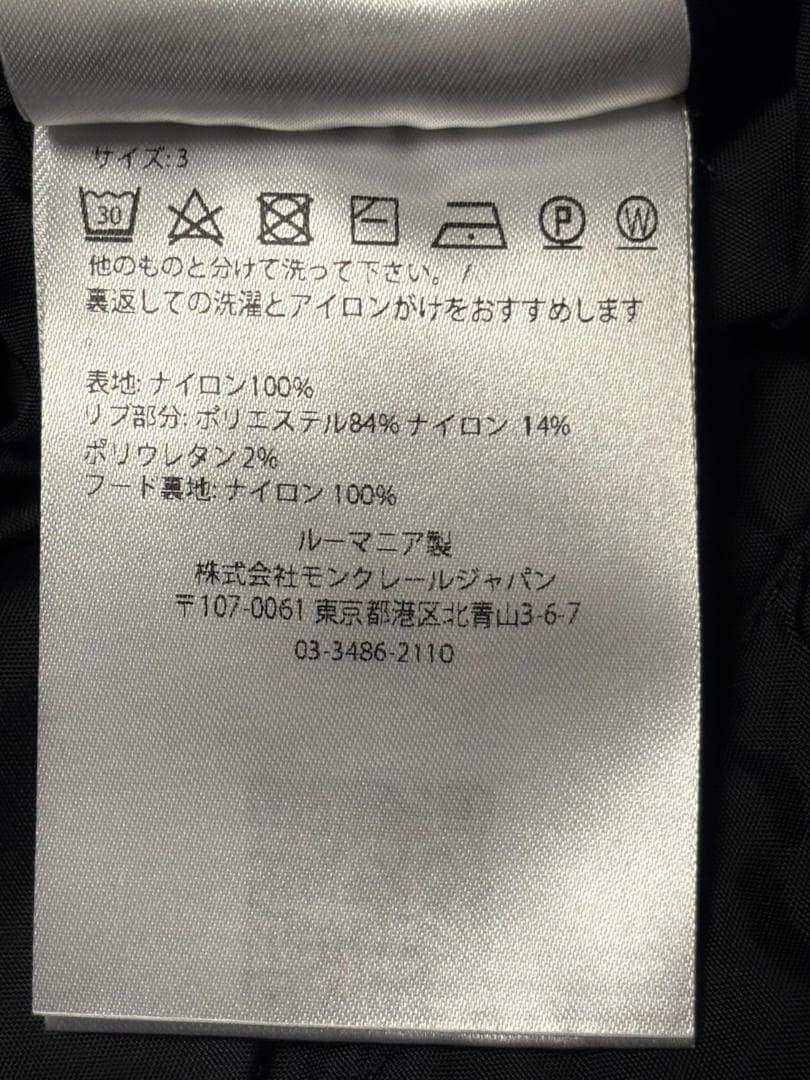 サイズ: 3
30 P W
他のものと分けて洗って下さい。 /
裏返しての洗濯とアイロンがけをおすすめします
。
表地: ナイロン100%
リブ部分: ポリエステル84% ナイロン 14%
ポリウレタン 2%
フード裏地: ナイロン 100%
ルーマニア製
株式会社モンクレールジャパン
〒107-0061 東京都港区北青山3-6-7
03-3486-2110